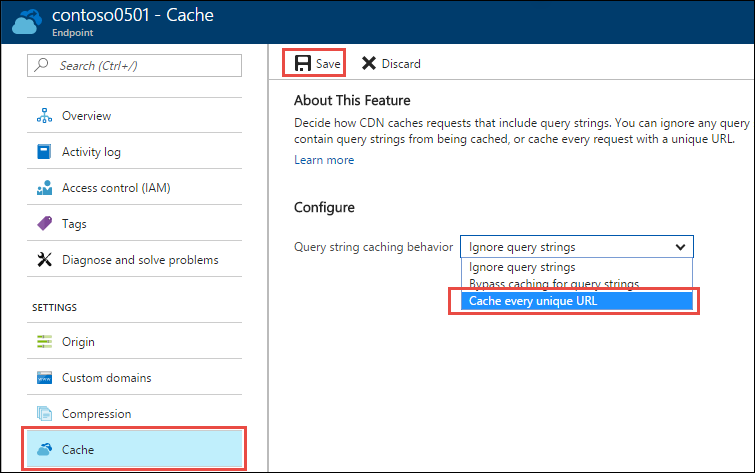 contoso0501 - Cache
Endpoint
Search (Ctrl+/)
Overview
Activity log
Access control (IAM)
Tags
Diagnose and solve problems
SETTINGS
Origin
Custom domains
Compression
Cache
Save
Discard
About This Feature
Decide how CDN caches requests that include query strings. You can ignore any query
contain query strings from being cached, or cache every request with a unique URL.
Learn more
Configure
Query string caching behavior
Ignore query strings
Ignore query strings
Bypass caching for query strings
Cache every unique URL